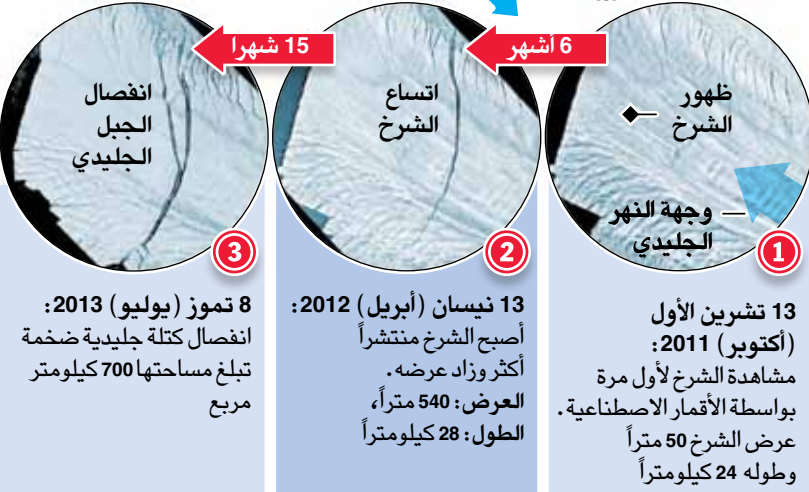 ظهور
الشرخ
وجهة النهر
الجليدي
1
13 تشرين الأول
(أكتوبر) 2011:
مشاهدة الشرخ لأول مرة
بواسطة الأقمار الاصطناعية.
عرض الشرخ 50 متراً
وطوله 24 كيلومتراً
6 أشهر
اتساع
الشرخ
2
13 نيسان (أبريل) 2012:
أصبح الشرخ منتشراً
أكثر وزاد عرضه.
العرض: 540 متراً،
الطول: 28 كيلومتراً
15 شهرا
انفصال
الجبل
الجليدي
3
8 تموز (يوليو) 2013:
انفصال كتلة جليدية ضخمة
تبلغ مساحتها 700 كيلومتر
مربع